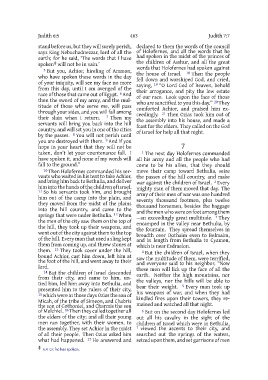 Judith 6:5
483
Judith 7:7
stand before us, but they will surely perish,
says King Nebuchadnezzar, lord of all the
earth; for he said, ‘The words that I have
spoken§ will not be in vain.’
5 But you, Achior, hireling of Ammon,
who have spoken these words in the day
of your iniquity, will see my face no more
from this day, until I am avenged of the
race of those that came out of Egypt. 6 And
then the sword of my army, and the mul-
titude of those who serve me, will pass
through your sides, and you will fall among
their slain when I return. 7 Then my
servants will bring you back into the hill
country, and will set you in one of the cities
by the passes. 8 You will not perish until
you are destroyed with them. 9 And if you
hope in your heart that they will not be
taken, don’t let your countenance fall. I
have spoken it, and none of my words will
fall to the ground.”
10 Then Holofernes commanded his ser-
vants who waited in his tent to take Achior,
and bring him back to Bethulia, and deliver
him into the hands of the children of Israel.
11 So his servants took him, and brought
him out of the camp into the plain, and
they moved from the midst of the plains
into the hill country, and came to the
springs that were under Bethulia. 12 When
the men of the city saw them on the top of
the hill, they took up their weapons, and
went out of the city against them to the top
of the hill. Every man that used a sling kept
them from coming up, and threw stones at
them. 13 They took cover under the hill,
bound Achior, cast him down, left him at
the foot of the hill, and went away to their
lord.
14 But the children of Israel descended
from their city, and came to him, un-
tied him, led him away into Bethulia, and
presented him to the rulers of their city,
15 which were in those days Ozias the son of
Micah, of the tribe of Simeon, and Chabris
the son of Gothoniel, and Charmis the son
of Melchiel. 16 Then they called together all
the elders of the city; and all their young
men ran together, with their women, to
the assembly. They set Achior in the midst
of all their people. Then Ozias asked him
what had happened. 17 He answered and
declared to them the words of the council
of Holofernes, and all the words that he
had spoken in the midst of the princes of
the children of Asshur, and all the great
words that Holofernes had spoken against
the house of Israel. 18 Then the people
fell down and worshiped God, and cried,
saying, 19 “O Lord God of heaven, behold
their arrogance, and pity the low estate
of our race. Look upon the face of those
who are sanctified to you this day.” 20 They
comforted Achior, and praised him ex-
ceedingly. 21 Then Ozias took him out of
the assembly into his house, and made a
feast for the elders. They called on the God
of Israel for help all that night.
7
1 The next day Holofernes commanded
all his army and all the people who had
come to be his allies, that they should
move their camp toward Bethulia, seize
the passes of the hill country, and make
war against the children of Israel. 2 Every
mighty man of them moved that day. The
army of their men of war was one hundred
seventy thousand footmen, plus twelve
thousand horsemen, besides the baggage
and the men who were on foot among them
—an exceedingly great multitude. 3 They
encamped in the valley near Bethulia, by
the fountain. They spread themselves in
breadth over Dothaim even to Belmaim,
and in length from Bethulia to Cyamon,
which is near Esdraelon.
4 But the children of Israel, when they
saw the multitude of them, were terrified,
and everyone said to his neighbor, “Now
these men will lick up the face of all the
earth. Neither the high mountains, nor
the valleys, nor the hills will be able to
bear their weight. 5 Every man took up
his weapons of war, and when they had
kindled fires upon their towers, they re-
mained and watched all that night.
6 But on the second day Holofernes led
out all his cavalry in the sight of the
children of Israel which were in Bethulia,
7 viewed the ascents to their city, and
searched out the springs of the waters,
seized upon them, and set garrisons of men